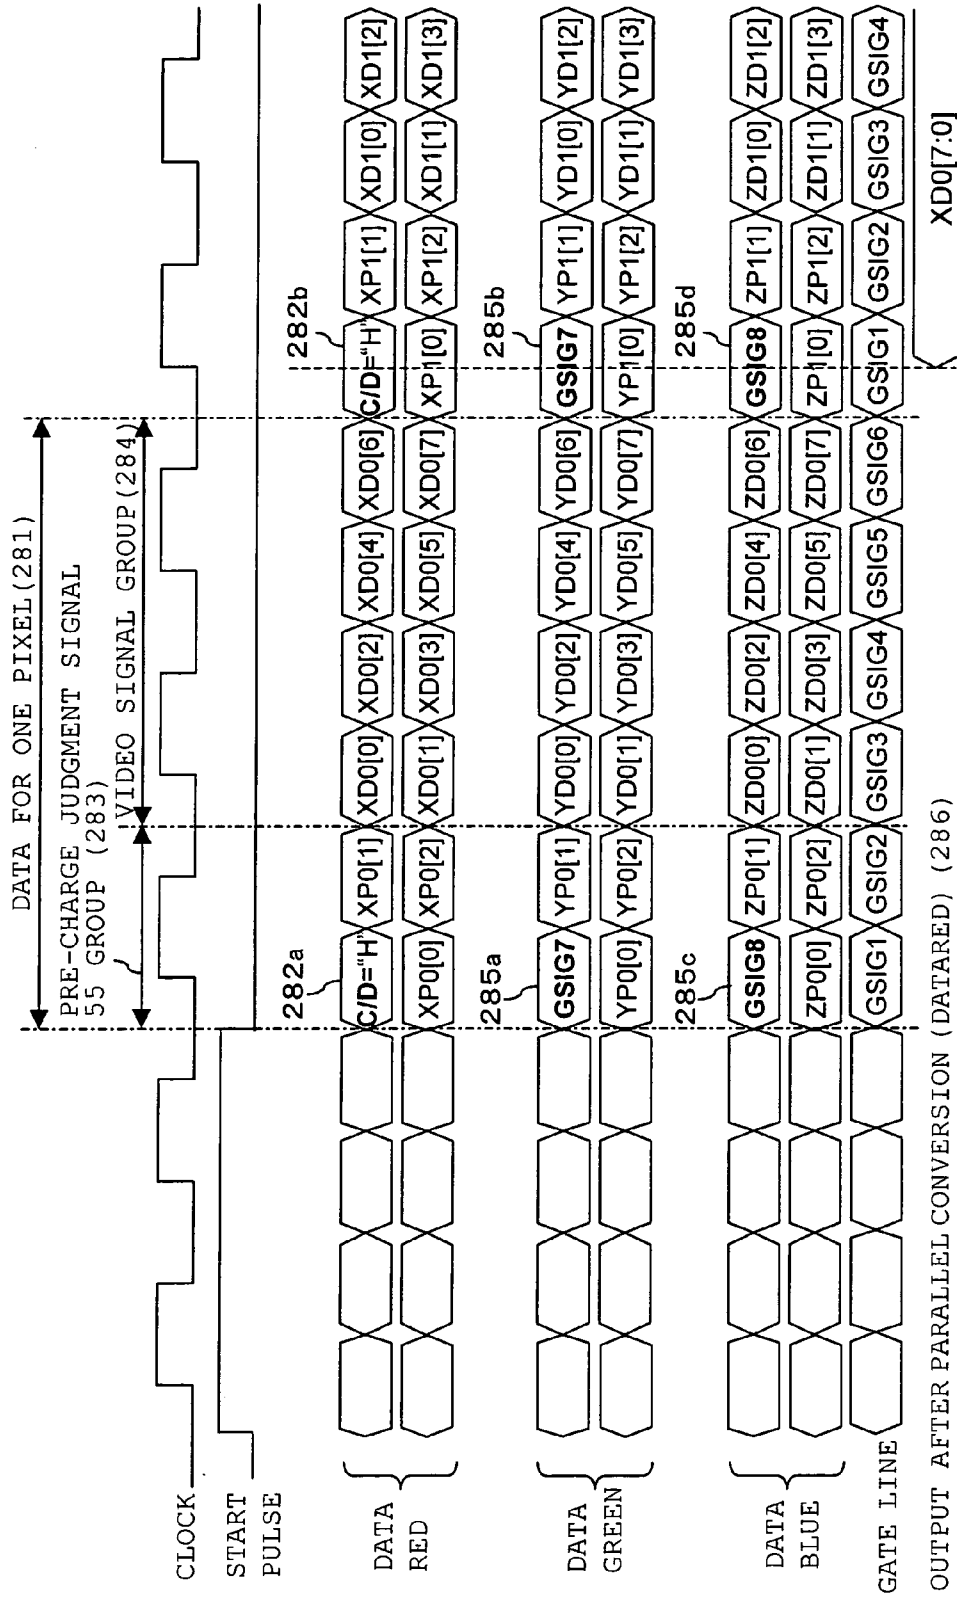 DATA FOR ONE PIXEL(281)
PRE-CHARGE JUDGMENT SIGNAL
55 GROUP (283)
VIDEO SIGNAL GROUP(284)
CLOCK
START
PULSE
282a
282b
DATA
RED
C/D="H" XP0[1] XD0[0] XD0[2] XD0[4] XD0[6] C/D="H" XP1[1] XD1[0] XD1[2]
XP0[0] XP0[2] XD0[1] XD0[3] XD0[5] XD0[7] XP1[0] XP1[2] XD1[1] XD1[3]
285a
285b
DATA
GREEN
GSIG7 YP0[1] YD0[0] YD0[2] YD0[4] YD0[6] GSIG7 YP1[1] YD1[0] YD1[2]
YP0[0] YP0[2] YD0[1] YD0[3] YD0[5] YD0[7] YP1[0] YP1[2] YD1[1] YD1[3]
285c
285d
DATA
BLUE
GSIG8 ZP0[1] ZD0[0] ZD0[2] ZD0[4] ZD0[6] GSIG8 ZP1[1] ZD1[0] ZD1[2]
ZP0[0] ZP0[2] ZD0[1] ZD0[3] ZD0[5] ZD0[7] ZP1[0] ZP1[2] ZD1[1] ZD1[3]
GATE LINE
GSIG1 GSIG2 GSIG3 GSIG4 GSIG5 GSIG6 GSIG1 GSIG2 GSIG3 GSIG4
OUTPUT AFTER PARALLEL CONVERSION (DATARED) (286)
XD0[7:0]